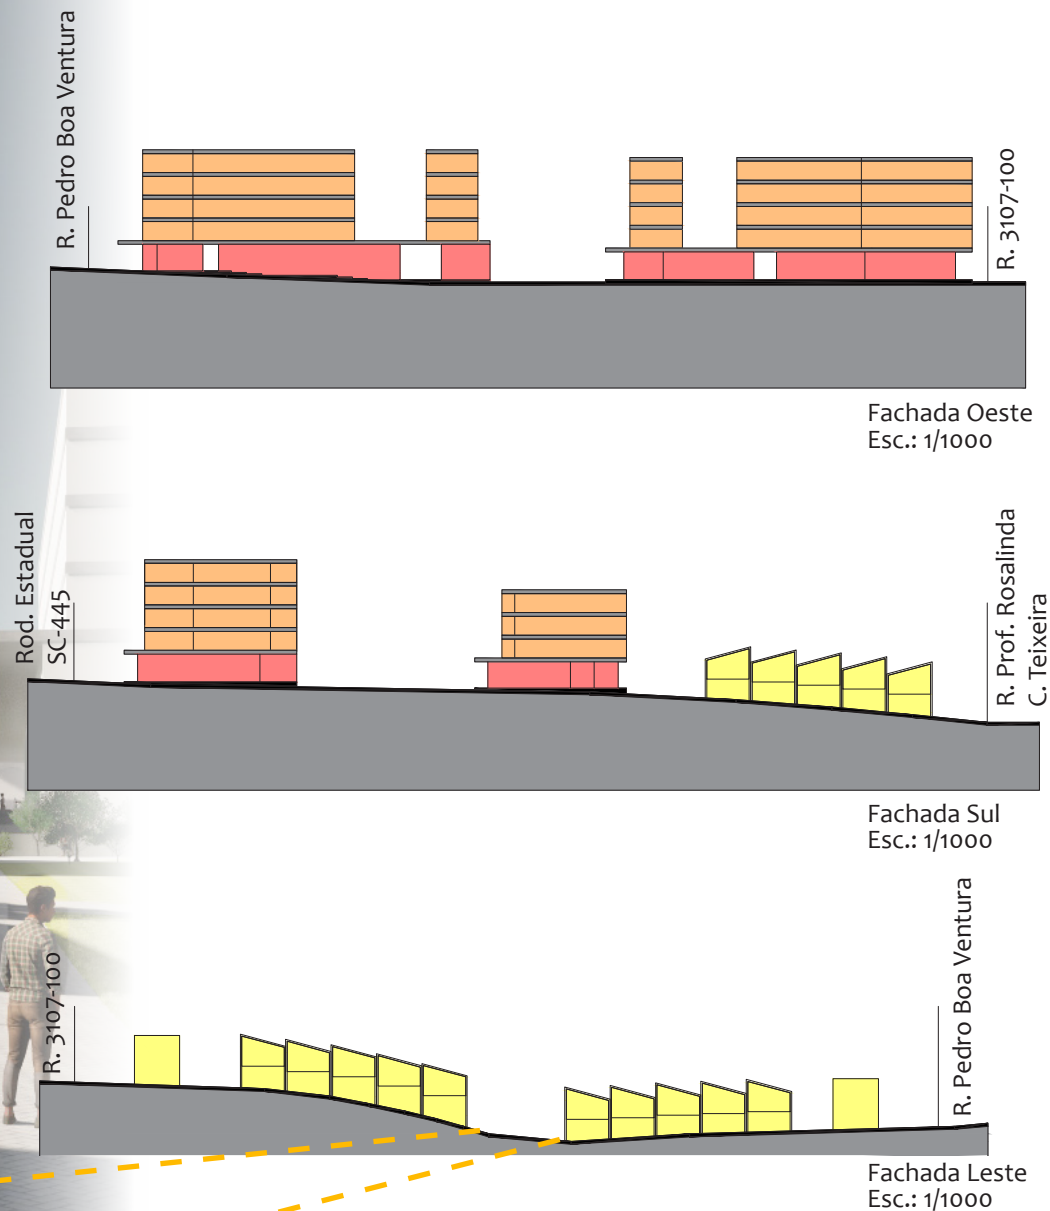 R. Pedro Boa Ventura
R. 3107-100
Fachada Oeste
Esc.: 1/1000
Rod. Estadual
SC-445
R. Prof. Rosalinda
C. Teixeira
Fachada Sul
Esc.: 1/1000
R. 3107-100
R. Pedro Boa Ventura
Fachada Leste
Esc.: 1/1000